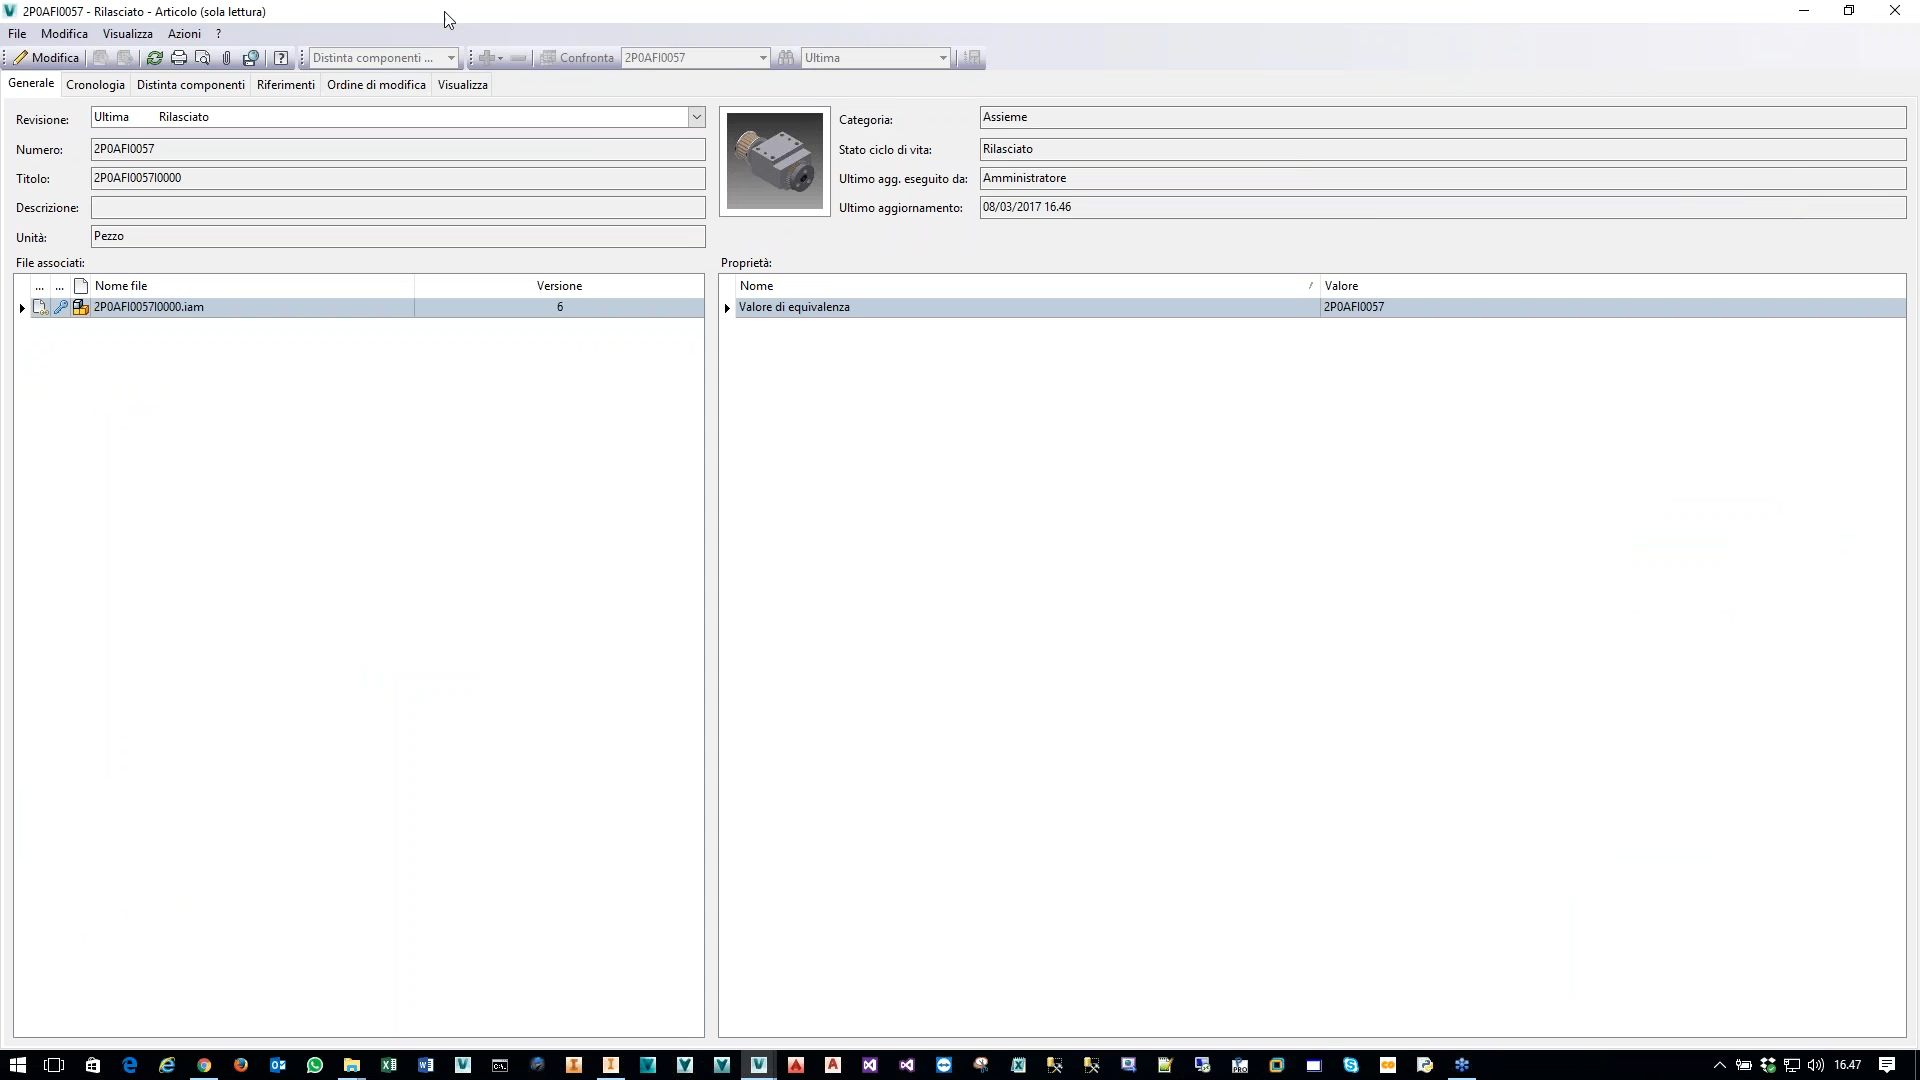 2P0AFI0057 - Rilasciato - Articolo (sola lettura)
File Modifica Visualizza Azioni ?
Modifica Distinta componenti ... Confronta 2P0AFI0057 Ultima
Generale Cronologia Distinta componenti Riferimenti Ordine di modifica Visualizza
Revisione: Ultima Rilasciato
Numero: 2P0AFI0057
Titolo: 2P0AFI0057I0000
Descrizione:
Unità: Pezzo
Categoria: Assieme
Stato ciclo di vita: Rilasciato
Ultimo agg. eseguito da: Amministratore
Ultimo aggiornamento: 08/03/2017 16.46
File associati:
... ... Nome file Versione
2P0AFI0057I0000.iam 6
Proprietà:
Nome / Valore
Valore di equivalenza 2P0AFI0057
16.47